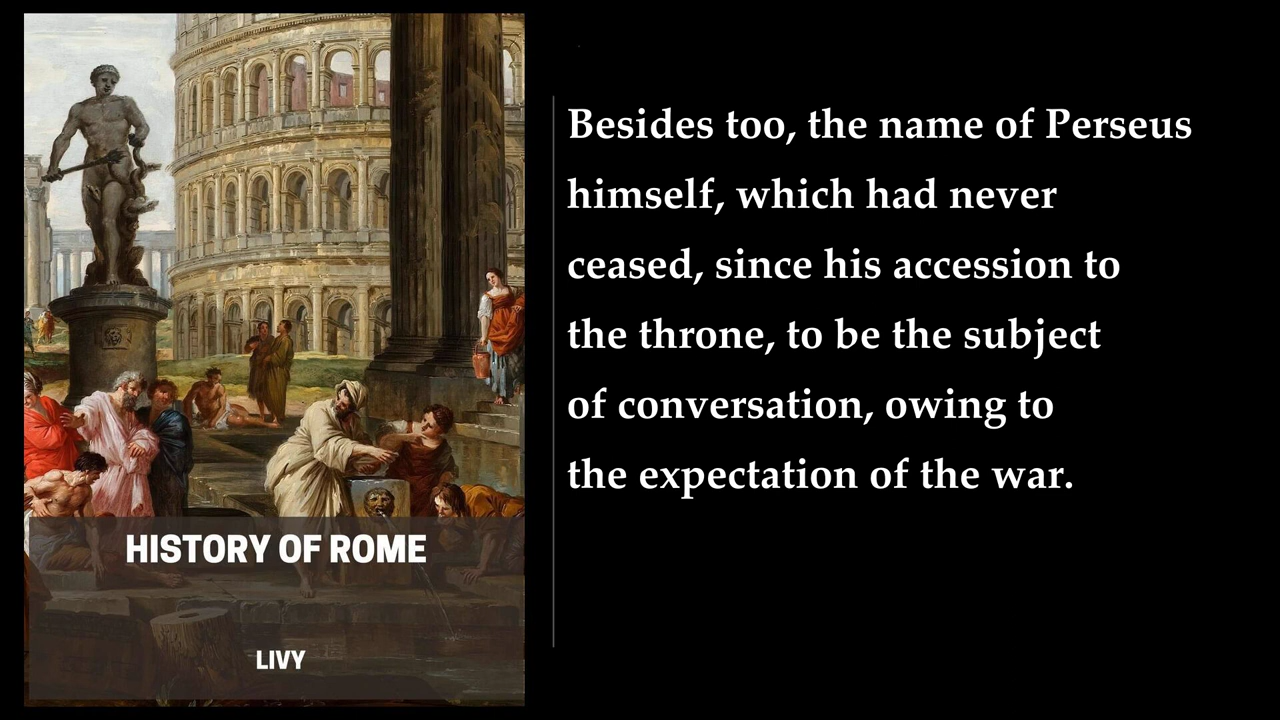 Besides too, the name of Perseus
himself, which had never
ceased, since his accession to
the throne, to be the subject
of conversation, owing to
the expectation of the war.
HISTORY OF ROME
LIVY